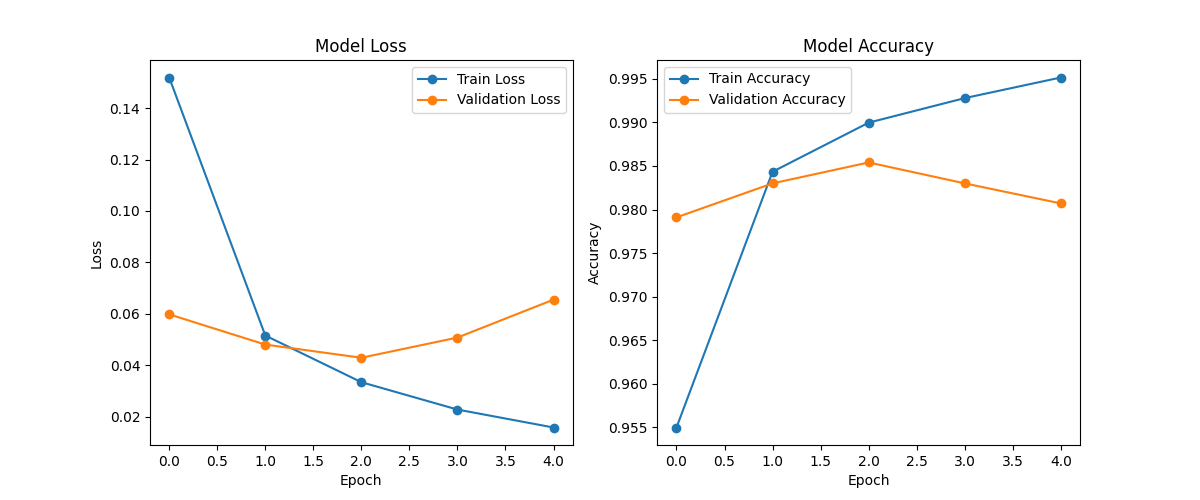 Model Loss
Train Loss
Validation Loss
Loss
0.14
0.12
0.10
0.08
0.06
0.04
0.02
0.0 0.5 1.0 1.5 2.0 2.5 3.0 3.5 4.0
Epoch
Model Accuracy
Train Accuracy
Validation Accuracy
Accuracy
0.995
0.990
0.985
0.980
0.975
0.970
0.965
0.960
0.955
0.0 0.5 1.0 1.5 2.0 2.5 3.0 3.5 4.0
Epoch